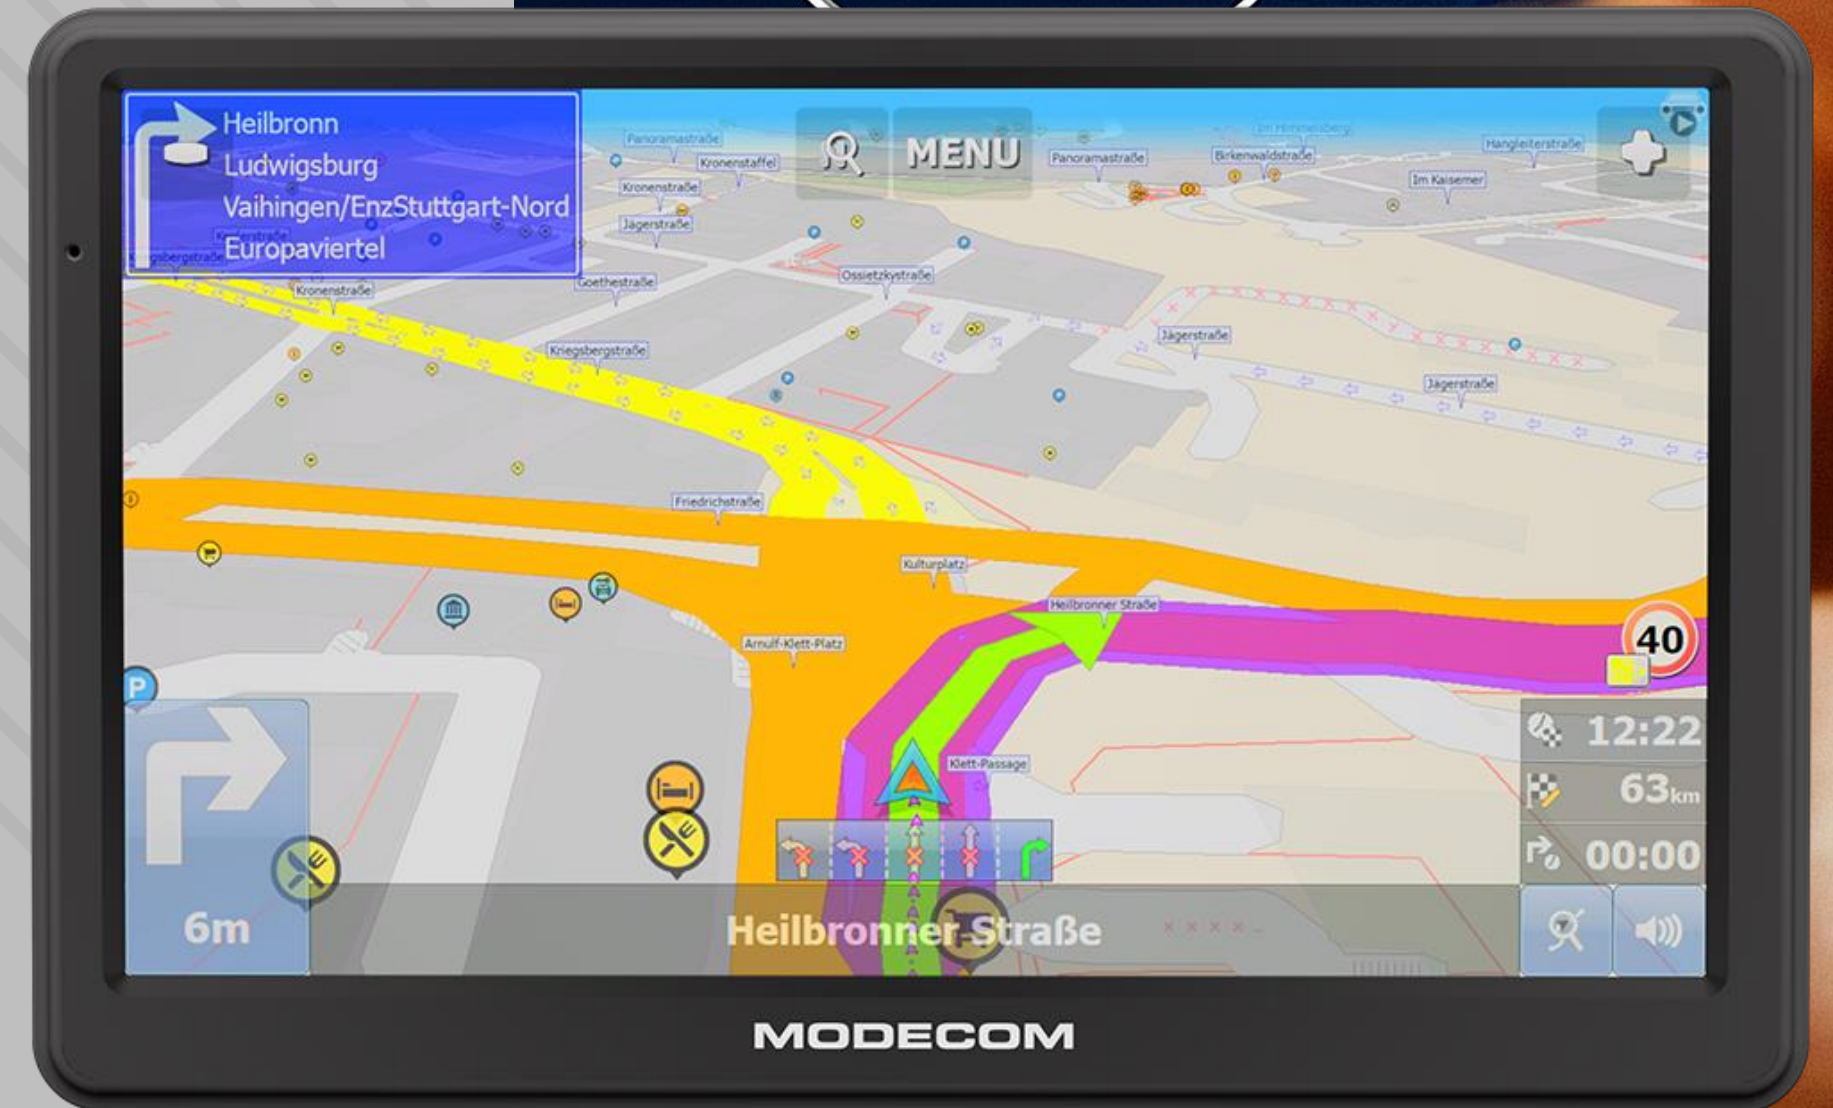 Heilbronn
Ludwigsburg
Vaihingen/EnzStuttgart-Nord
Europaviertel
MENU
Panoramastraße
Kronenstaffel
Panoramastraße
Birkenwaldstraße
Hangleiterstraße
Kronenstraße
Im Kaisemer
Jägerstraße
Goethestraße
Ossietzkystraße
Kronenstraße
Kriegsbergstraße
Jägerstraße
Jägerstraße
Friedrichstraße
Kulturplatz
Heilbronner Straße
Arnulf-Klett-Platz
40
P
Klett-Passage
12:22
63km
00:00
6m
Heilbronner Straße
MODECOM